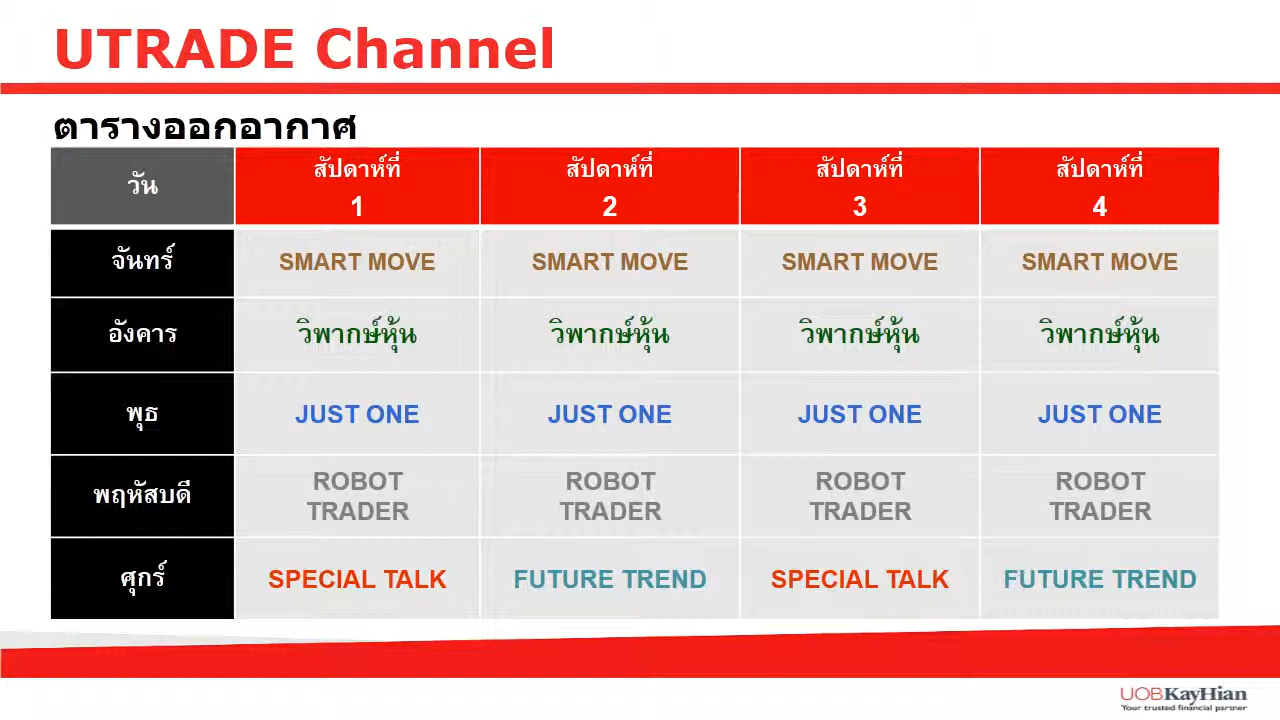 UTRADE Channel
ตารางออกอากาศ
วัน สัปดาห์ที่ 1 สัปดาห์ที่ 2 สัปดาห์ที่ 3 สัปดาห์ที่ 4
จันทร์ SMART MOVE SMART MOVE SMART MOVE SMART MOVE
อังคาร วิพากษ์หุ้น วิพากษ์หุ้น วิพากษ์หุ้น วิพากษ์หุ้น
พุธ JUST ONE JUST ONE JUST ONE JUST ONE
พฤหัสบดี ROBOT TRADER ROBOT TRADER ROBOT TRADER ROBOT TRADER
ศุกร์ SPECIAL TALK FUTURE TREND SPECIAL TALK FUTURE TREND
UOBKayHian
Your trusted financial partner